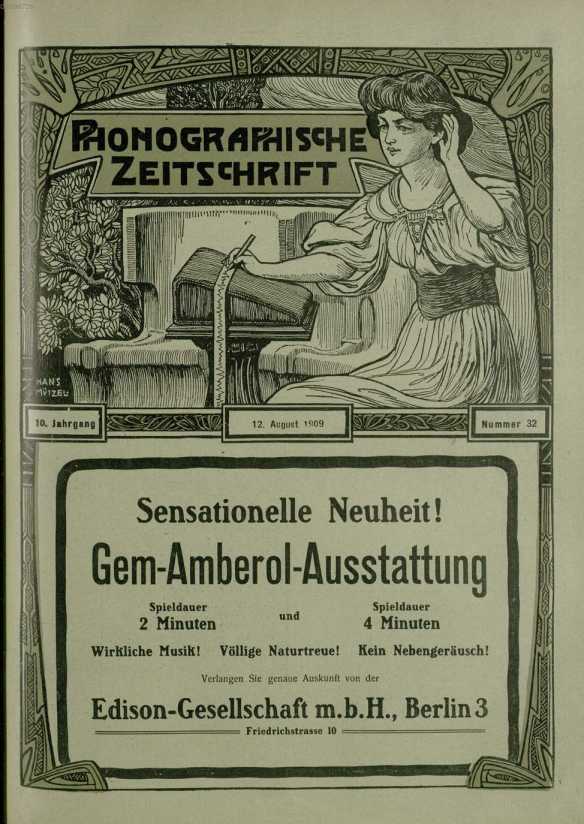 PHONOGRAPHISCHE
ZEITSCHRIFT
HANS
MÜTZEL
10. Jahrgang
12. August 1909
Nummer 32
Sensationelle Neuheit!
Gem-Amberol-Ausstattung
Spieldauer
2 Minuten
und
Spieldauer
4 Minuten
Wirkliche Musik! Völlige Naturtreue! Kein Nebengeräusch!
Verlangen Sie genaue Auskunft von der
Edison-Gesellschaft m.b.H., Berlin 3
Friedrichstrasse 10